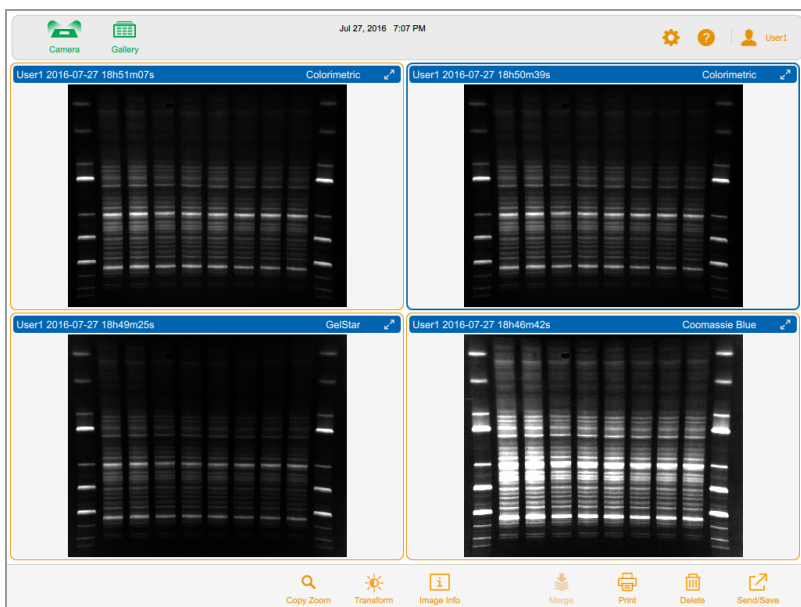 Jul 27, 2016 7:07 PM
Camera
Gallery
User1
User1 2016-07-27 18h51m07s
Colorimetric
User1 2016-07-27 18h50m39s
Colorimetric
User1 2016-07-27 18h49m25s
GelStar
User1 2016-07-27 18h46m42s
Coomassie Blue
Copy Zoom
Transform
Image Info
Merge
Print
Delete
Send/Save